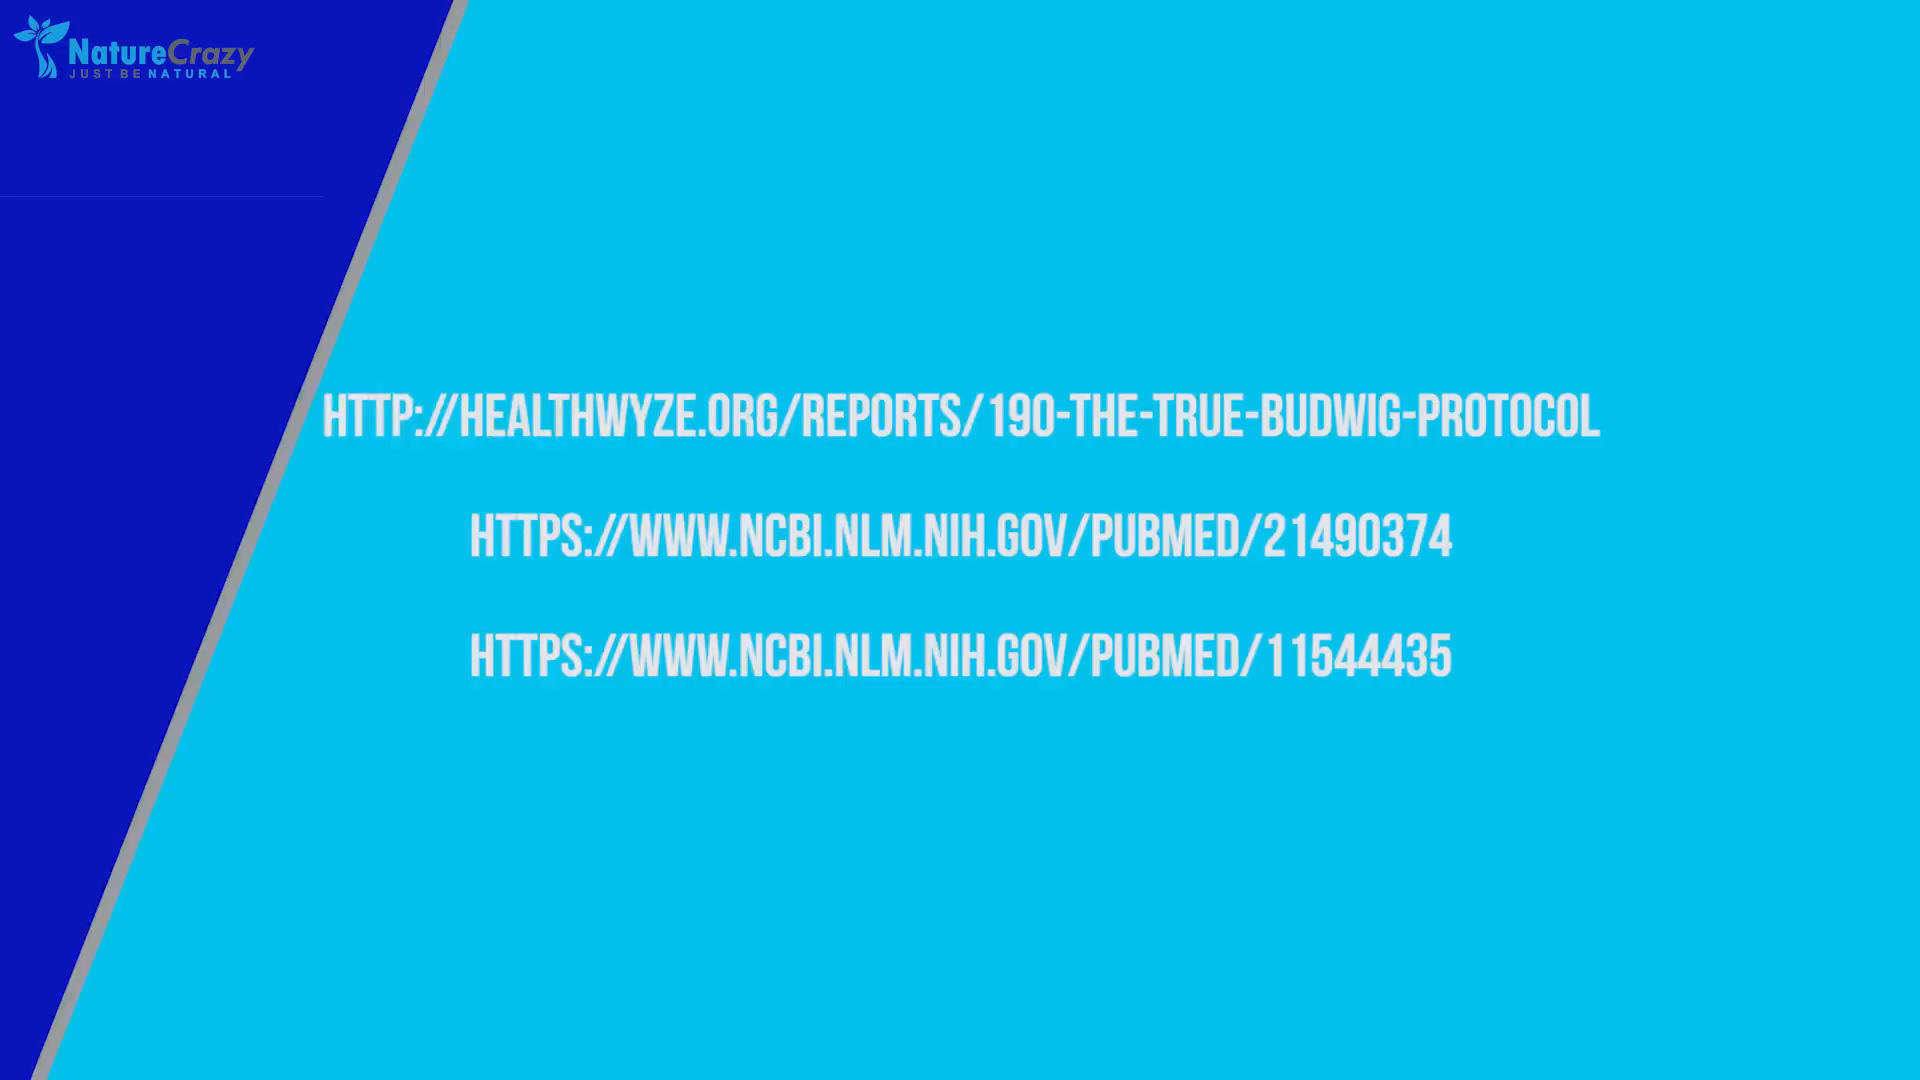 NatureCrazy
JUST BE NATURAL
HTTP://HEALTHWYZE.ORG/REPORTS/190-THE-TRUE-BUDWIG-PROTOCOL
HTTPS://WWW.NCBI.NLM.NIH.GOV/PUBMED/21490374
HTTPS://WWW.NCBI.NLM.NIH.GOV/PUBMED/11544435